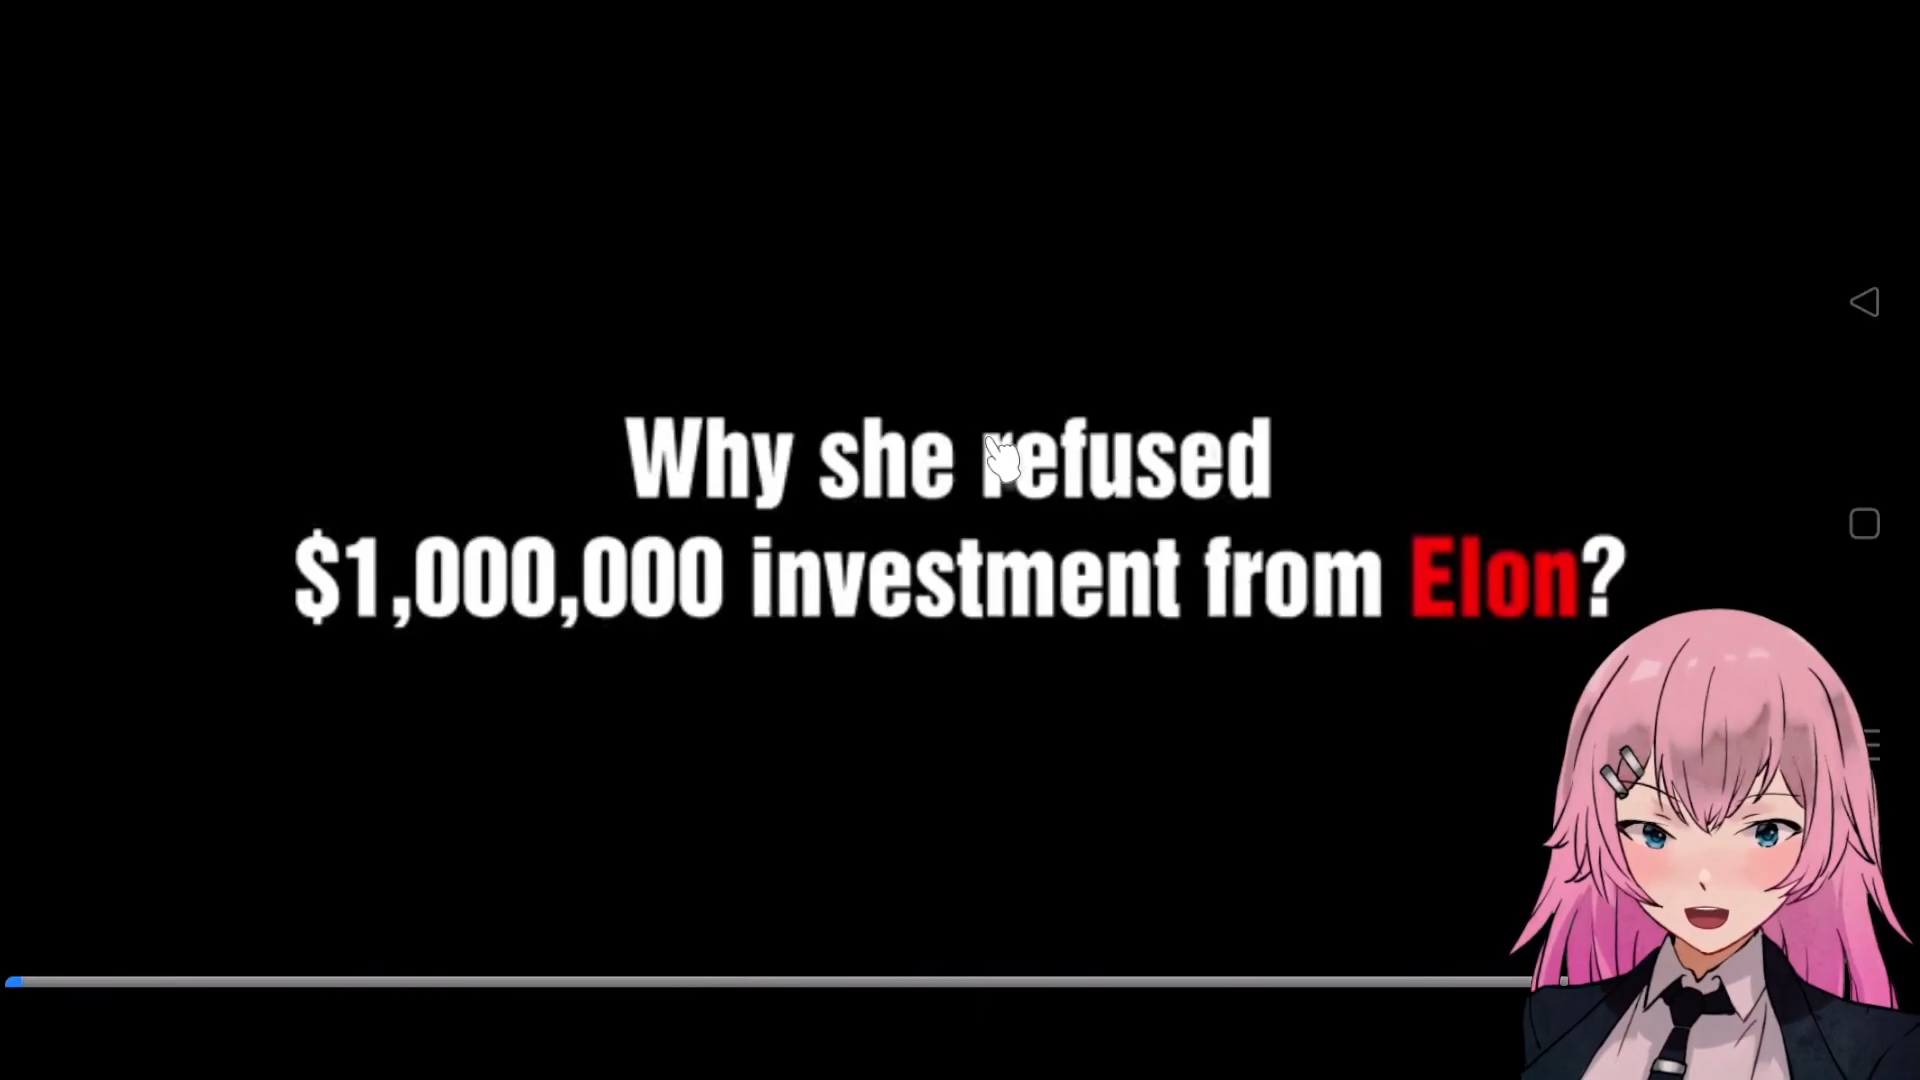 Why she refused
$1,000,000 investment from Elon?